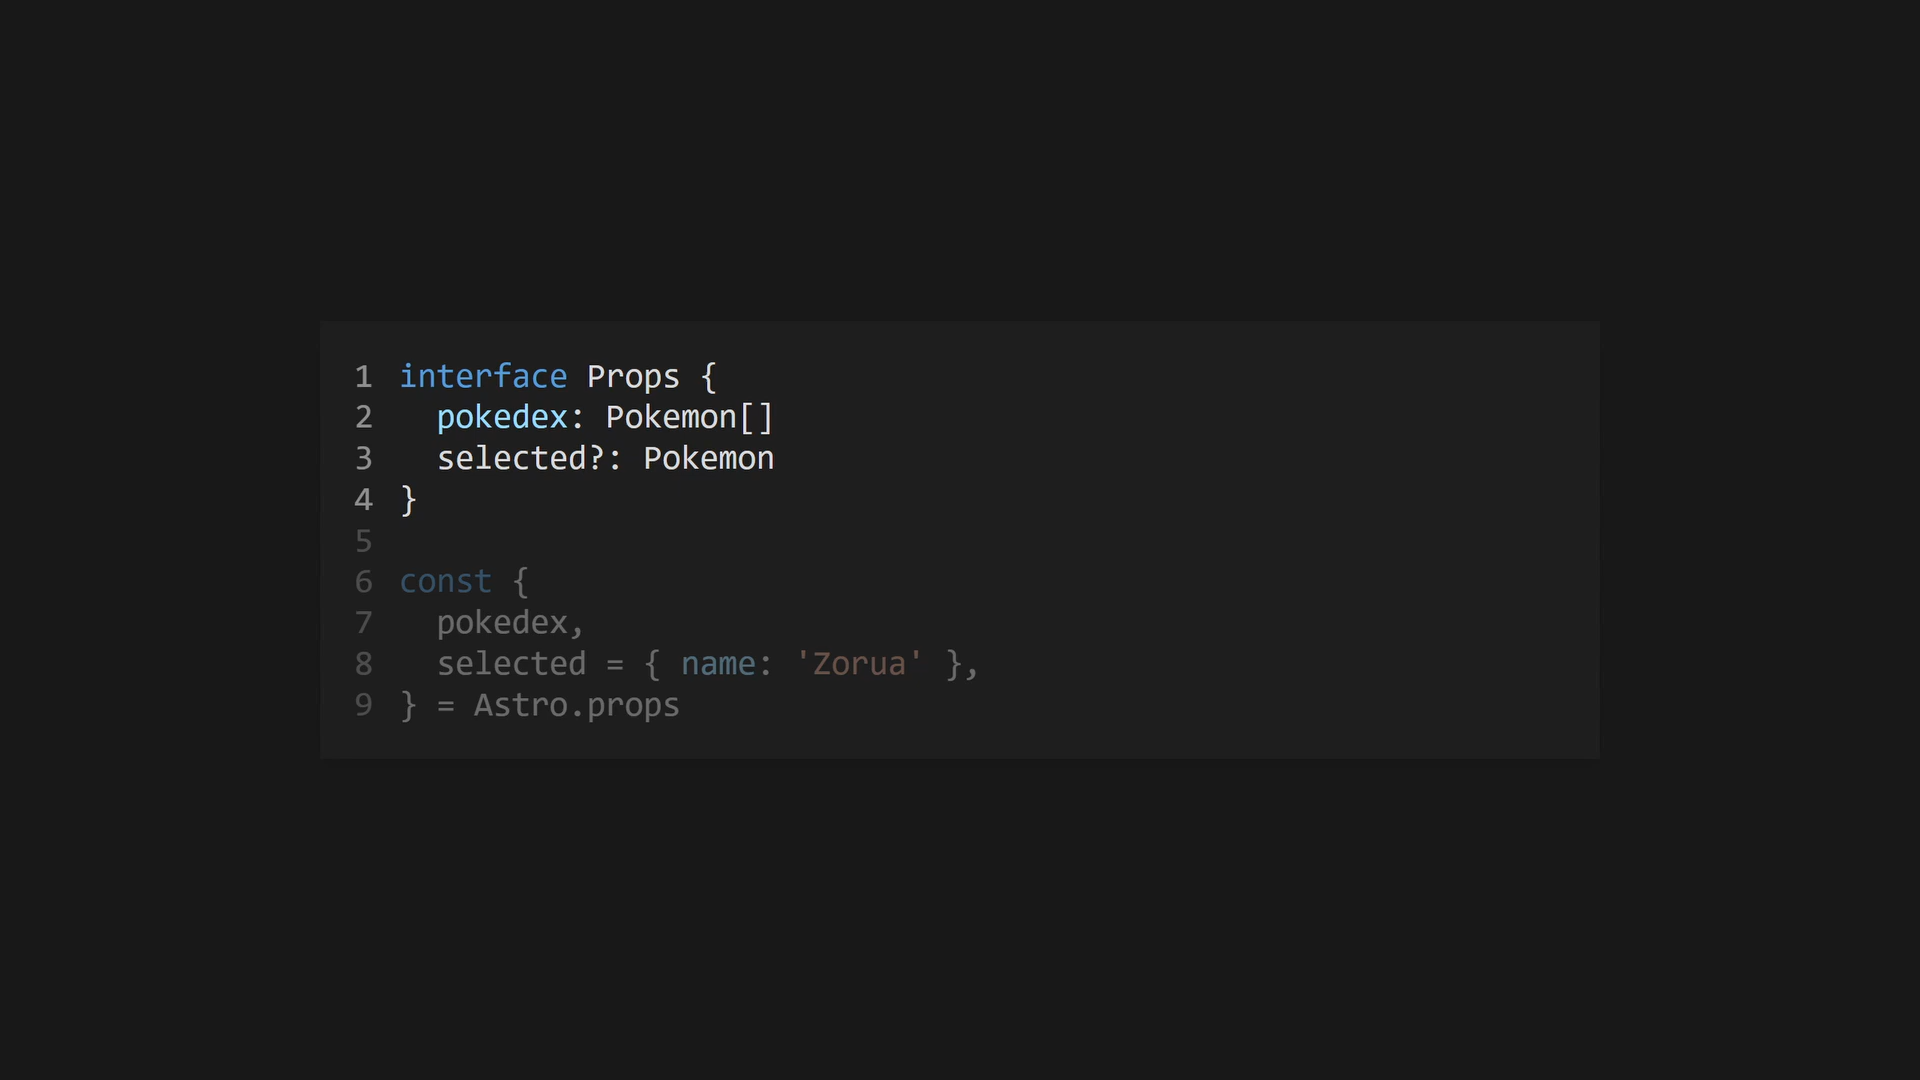 1 interface Props {
2   pokedex: Pokemon[]
3   selected?: Pokemon
4 }
5
6 const {
7   pokedex,
8   selected = { name: 'Zorua' },
9 } = Astro.props